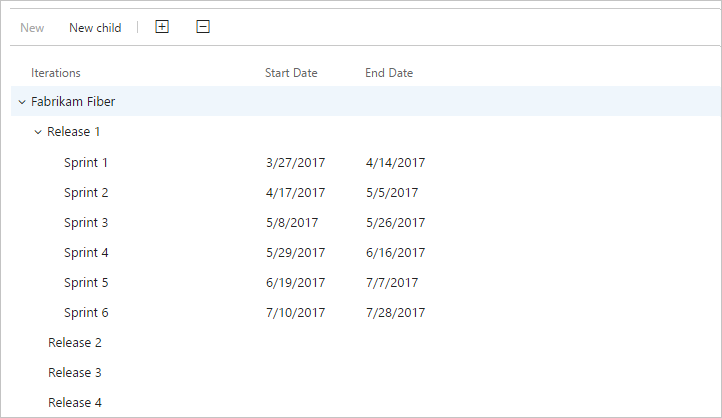 New New child
Iterations Start Date End Date
Fabrikam Fiber
Release 1
Sprint 1 3/27/2017 4/14/2017
Sprint 2 4/17/2017 5/5/2017
Sprint 3 5/8/2017 5/26/2017
Sprint 4 5/29/2017 6/16/2017
Sprint 5 6/19/2017 7/7/2017
Sprint 6 7/10/2017 7/28/2017
Release 2
Release 3
Release 4